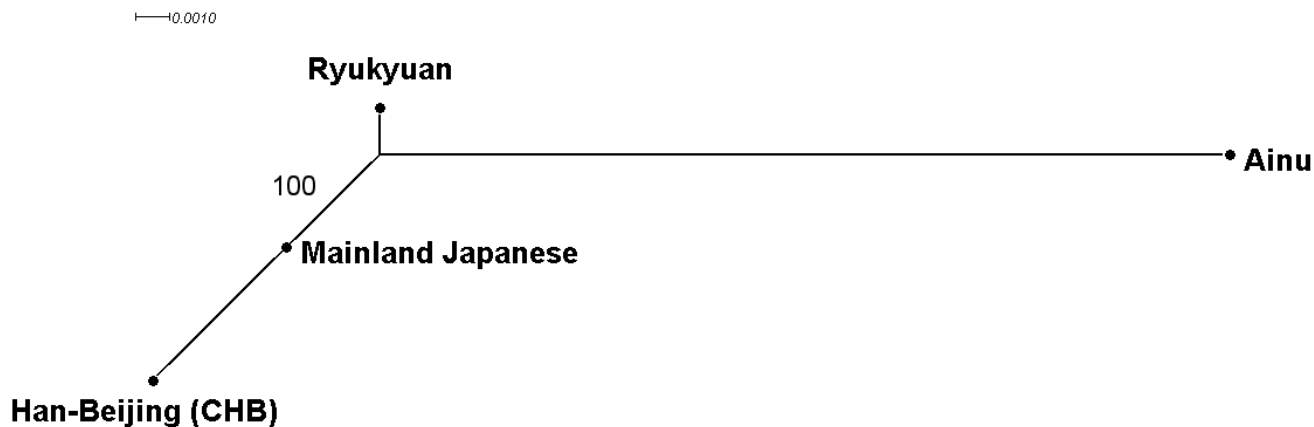 0.0010
Ryukyuan
Ainu
100
Mainland Japanese
Han-Beijing (CHB)